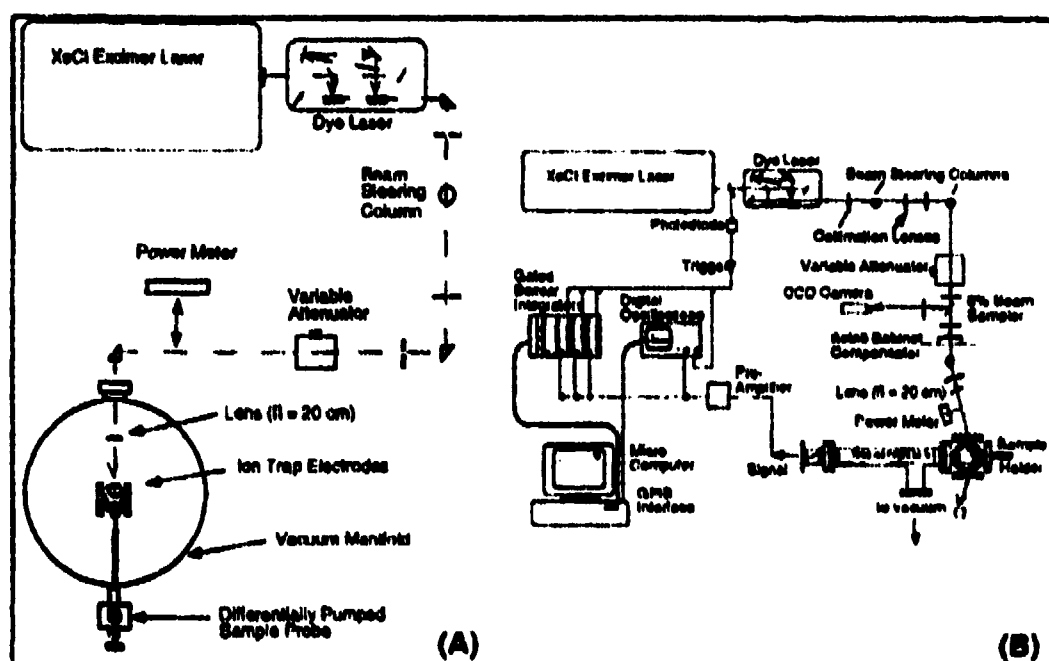 XeCl Excimer Laser
Dye Laser
Beam
Steering
Column
Power Meter
Variable
Attenuator
Lens (fl = 20 cm)
Ion Trap Electrodes
Vacuum Manifold
Differentially Pumped
Sample Probe
(A)
XeCl Excimer Laser
Dye Laser
Beam Steering Columns
Photodiode
Collimation Lenses
Trigger
Variable Attenuator
Gated
Integrator
Digital
Oscilloscope
CCD Camera
Beam
Sampler
Compensator
Pre-
Amplifier
Lens (fl = 20 cm)
Power Meter
Micro
Computer
Interface
Signal
Sample
Holder
to vacuum
(B)